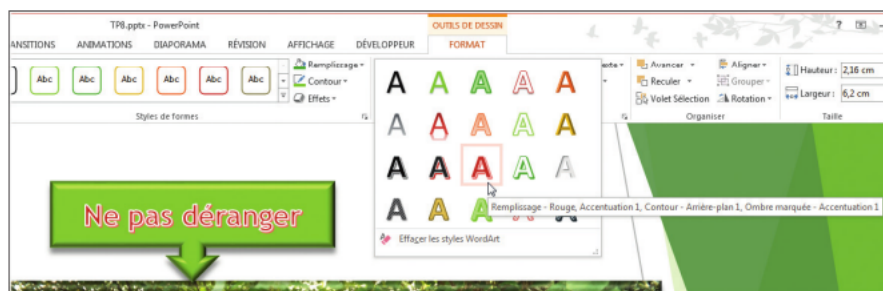 TP8.pptx - PowerPoint
OUTILS DE DESSIN
ANSITIONS ANIMATIONS DIAPORAMA RÉVISION AFFICHAGE DÉVELOPPEUR FORMAT
Abc Abc Abc Abc Abc Abc
Remplissage
Contour
Effets
Styles de formes
A A A A A
A A A A A
A A A A A
A A A A A
Effacer les styles WordArt
Avancer Aligner
Reculer Grouper
Volet Sélection Rotation
Organiser
Hauteur : 2,16 cm
Largeur : 6,2 cm
Taille
Remplissage - Rouge, Accentuation 1, Contour - Arrière-plan 1, Ombre marquée - Accentuation 1
Ne pas déranger